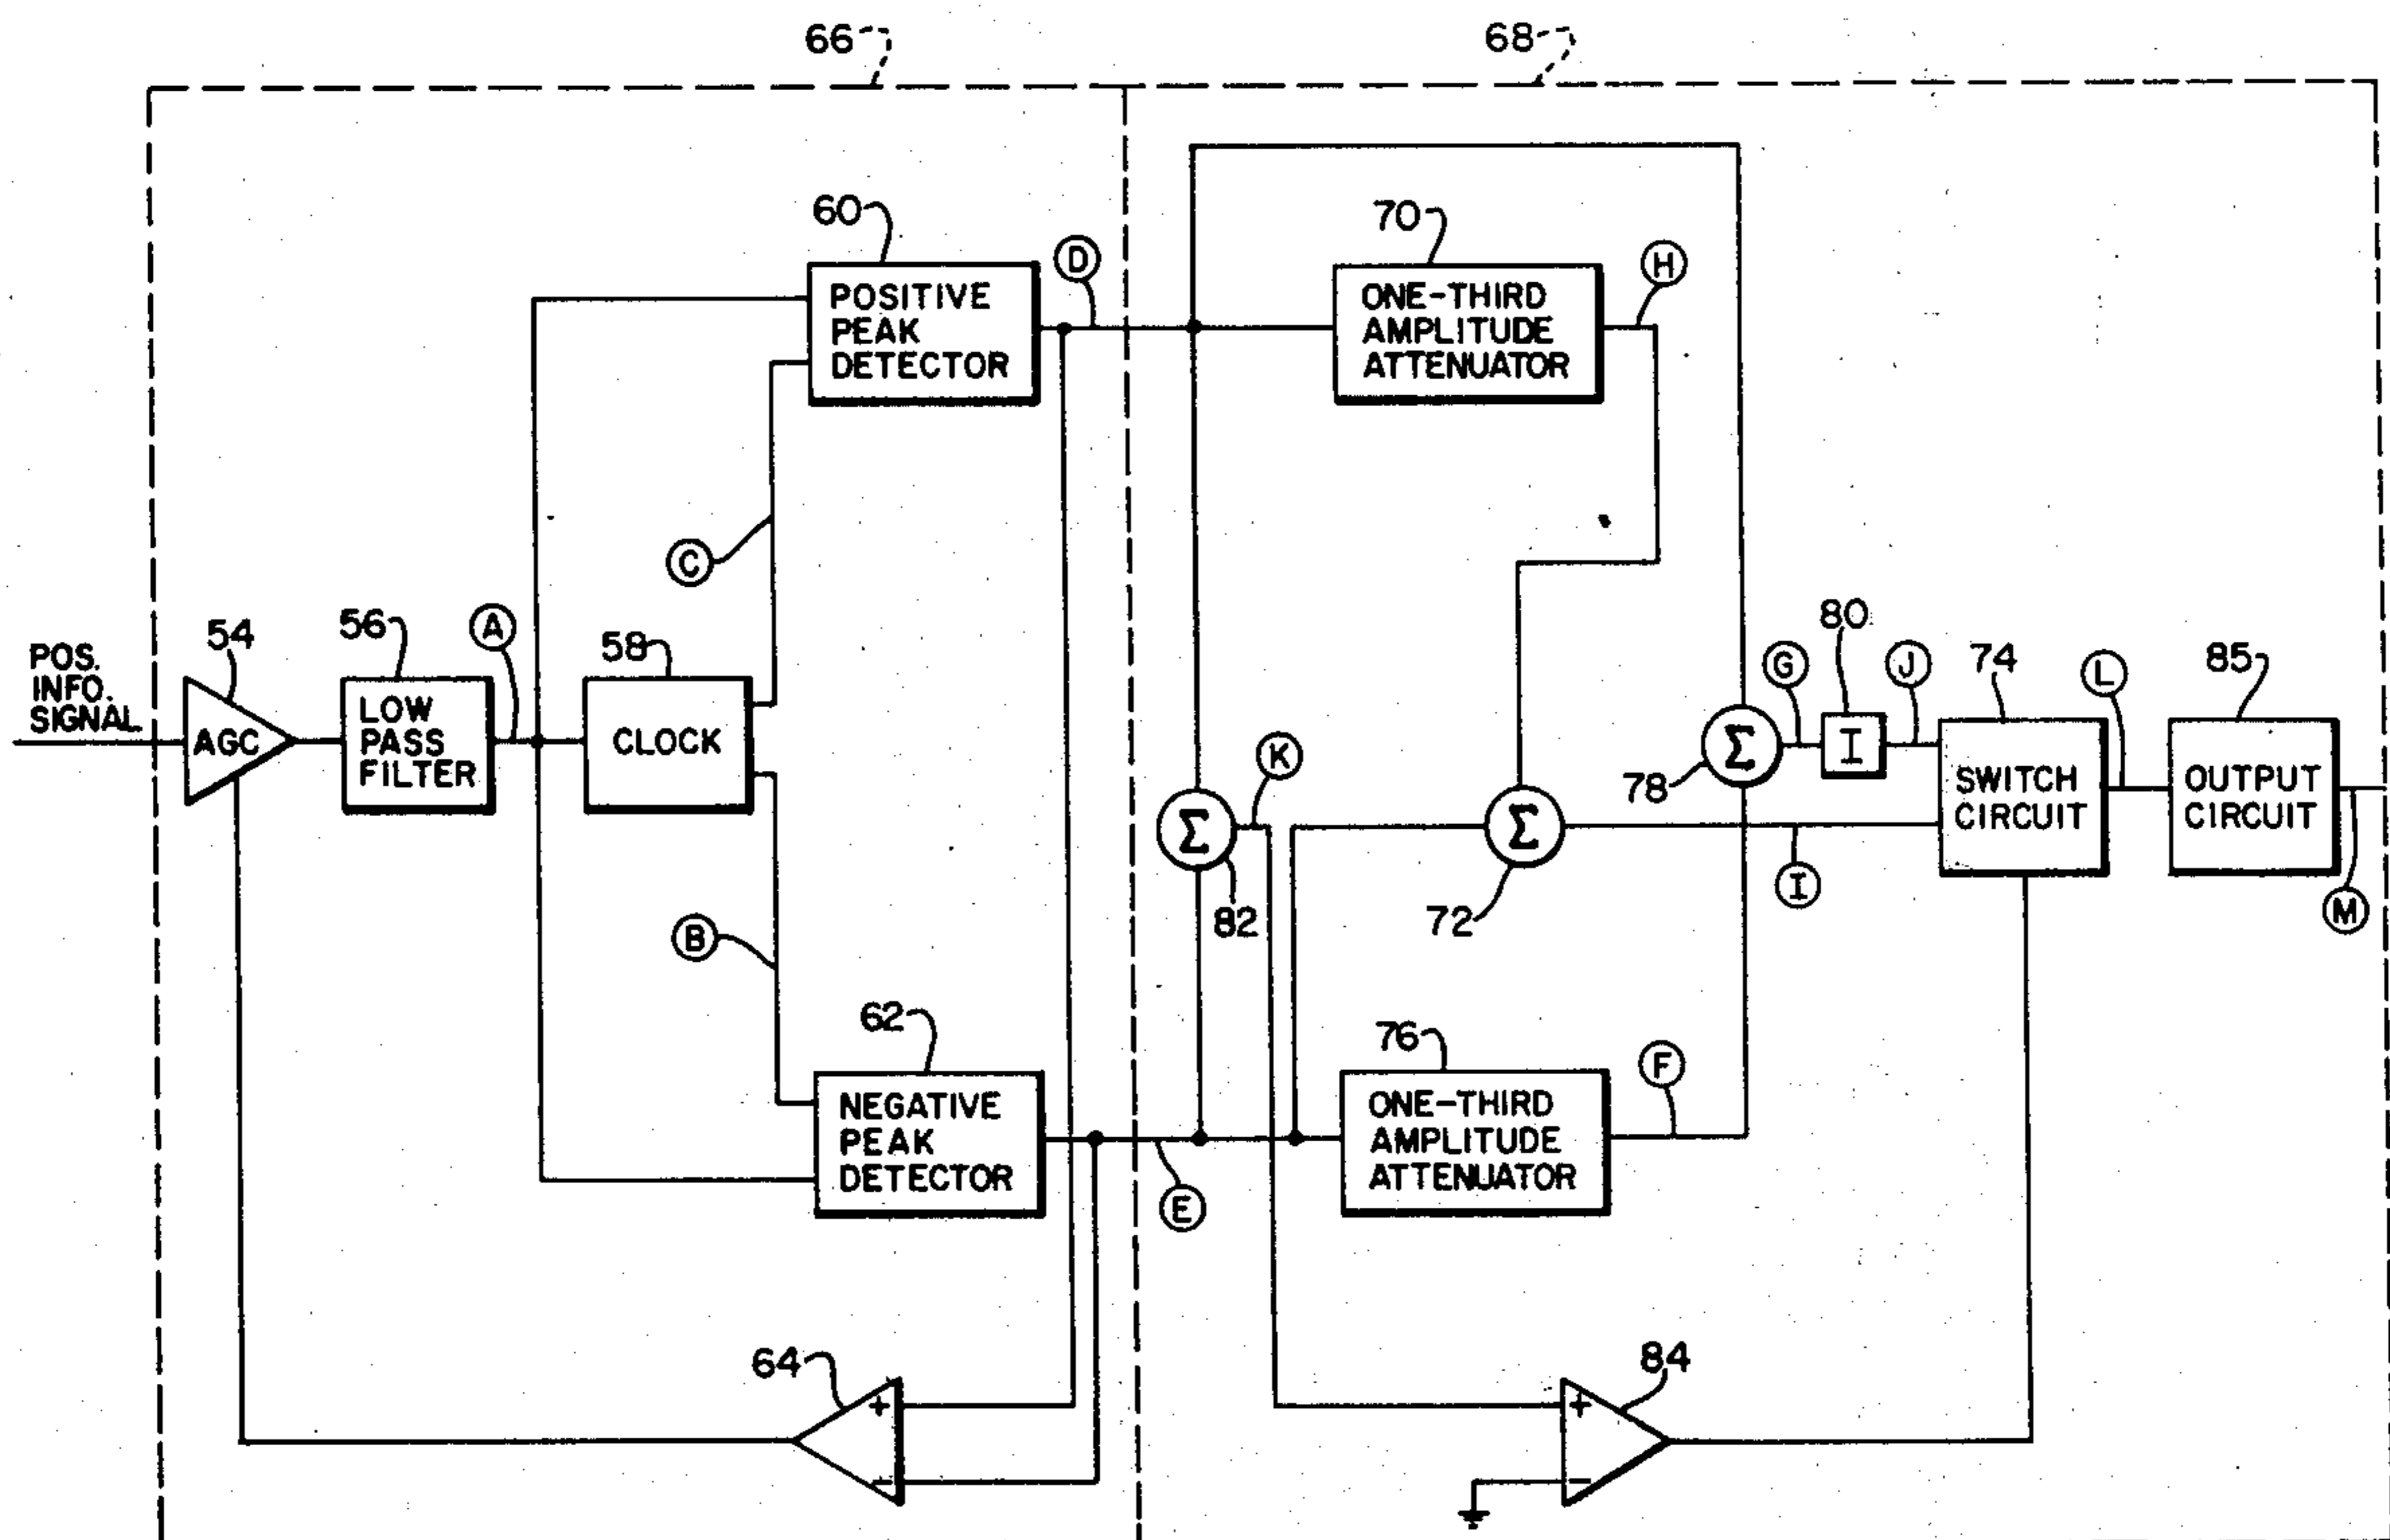 66
68
60
POSITIVE
PEAK
DETECTOR
D
70
ONE-THIRD
AMPLITUDE
ATTENUATOR
H
C
POS.
INFO.
SIGNAL
54
AGC
56
LOW
PASS
FILTER
A
58
CLOCK
B
K
Σ
82
Σ
72
Σ
78
G
80
I
J
74
SWITCH
CIRCUIT
I
L
85
OUTPUT
CIRCUIT
M
62
NEGATIVE
PEAK
DETECTOR
E
76
ONE-THIRD
AMPLITUDE
ATTENUATOR
F
64
+
−
84
+
−